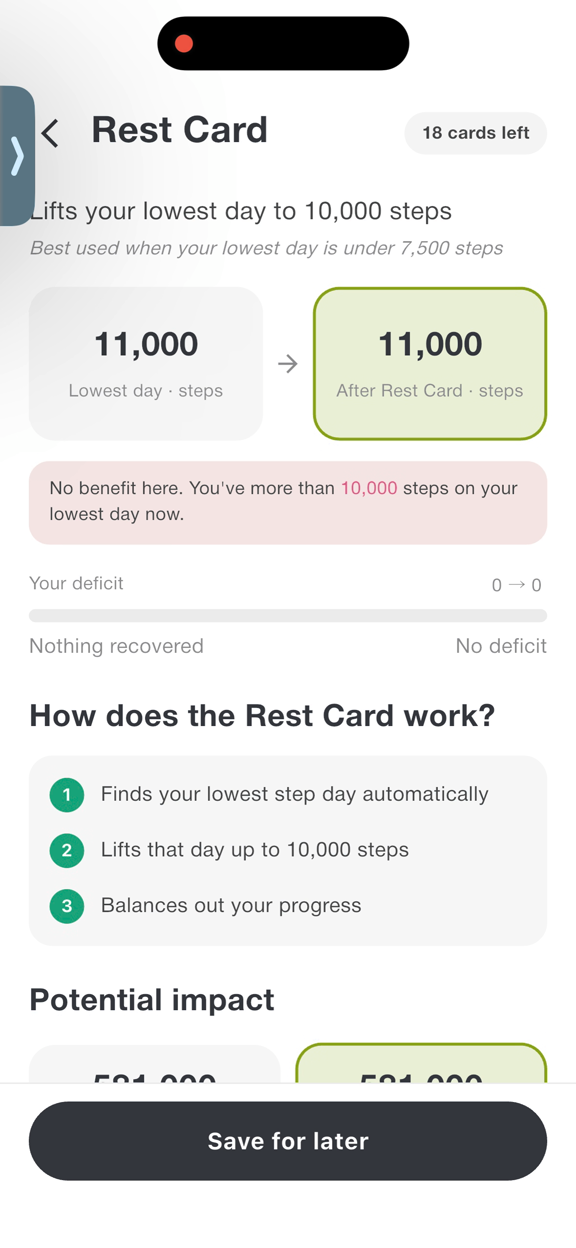 Rest Card
18 cards left
Lifts your lowest day to 10,000 steps
Best used when your lowest day is under 7,500 steps
11,000
Lowest day · steps
→
11,000
After Rest Card · steps
No benefit here. You've more than 10,000 steps on your
lowest day now.
Your deficit
0 → 0
Nothing recovered
No deficit
How does the Rest Card work?
1 Finds your lowest step day automatically
2 Lifts that day up to 10,000 steps
3 Balances out your progress
Potential impact
Save for later